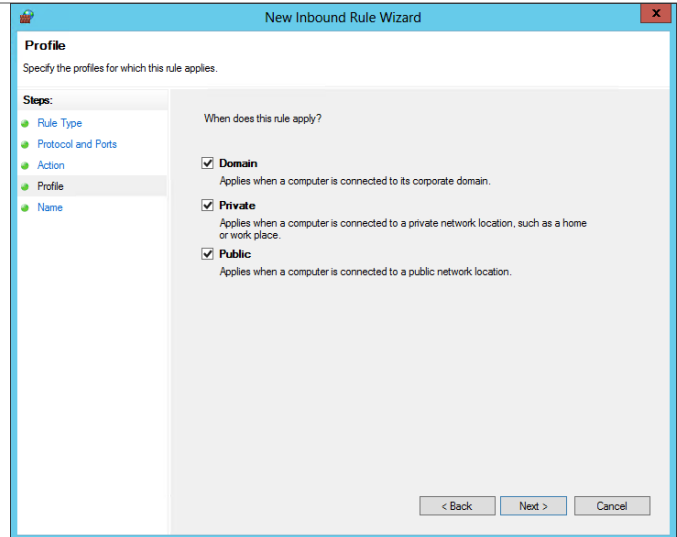 New Inbound Rule Wizard
x
Profile
Specify the profiles for which this rule applies.
Steps:
Rule Type
Protocol and Ports
Action
Profile
Name
When does this rule apply?
Domain
Applies when a computer is connected to its corporate domain.
Private
Applies when a computer is connected to a private network location, such as a home
or work place.
Public
Applies when a computer is connected to a public network location.
< Back
Next >
Cancel